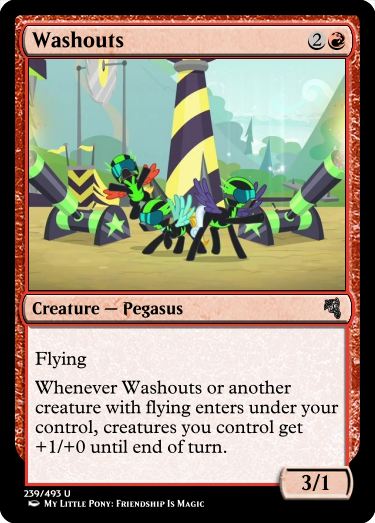 Washouts 2
Creature — Pegasus
Flying
Whenever Washouts or another
creature with flying enters under your
control, creatures you control get
+1/+0 until end of turn.
3/1
239/493 U
My Little Pony: Friendship Is Magic